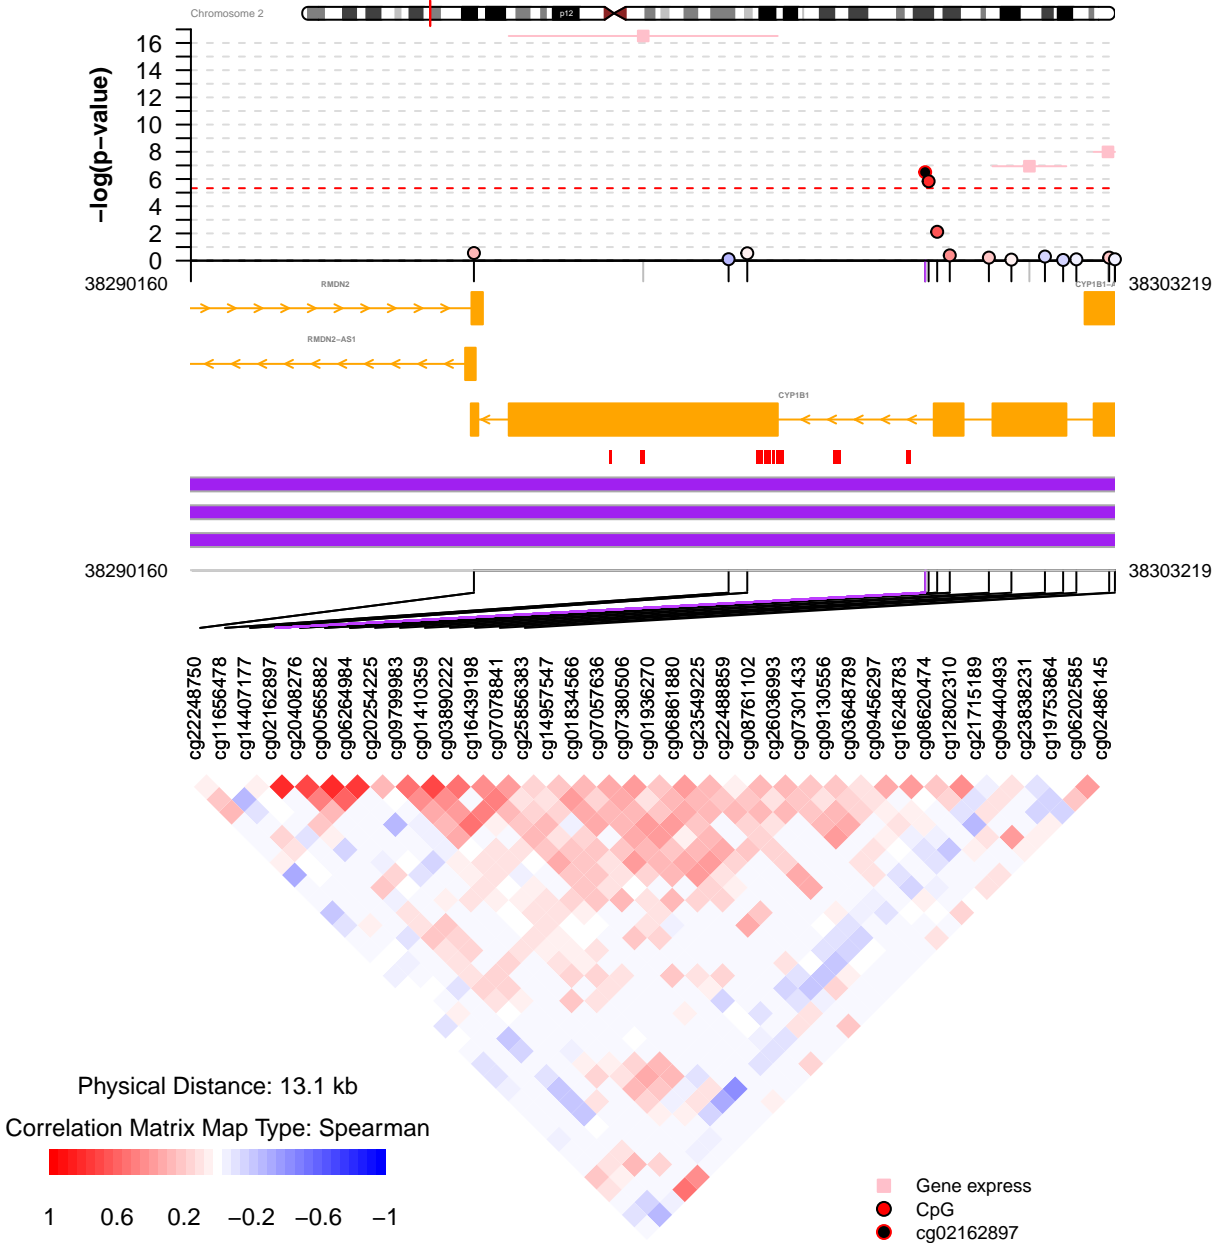 Chromosome 2
p12
16
14
12
10
8
6
4
2
0
−log(p−value)
38290160
38303219
RMDN2
CYP1B1−A
RMDN2−AS1
CYP1B1
38290160
38303219
cg22248750
cg11656478
cg14407177
cg02162897
cg20408276
cg00565882
cg06264984
cg20254225
cg09799983
cg01410359
cg03890222
cg16439198
cg07078841
cg25856383
cg14957547
cg01834566
cg07057636
cg07380506
cg01936270
cg06861880
cg23549225
cg22488859
cg08761102
cg26036993
cg07301433
cg09130556
cg03648789
cg09456297
cg16248783
cg08620474
cg12802310
cg21715189
cg09440493
cg23838231
cg19753864
cg06202585
cg02486145
Physical Distance: 13.1 kb
Correlation Matrix Map Type: Spearman
1 0.6 0.2 −0.2 −0.6 −1
Gene express
CpG
cg02162897